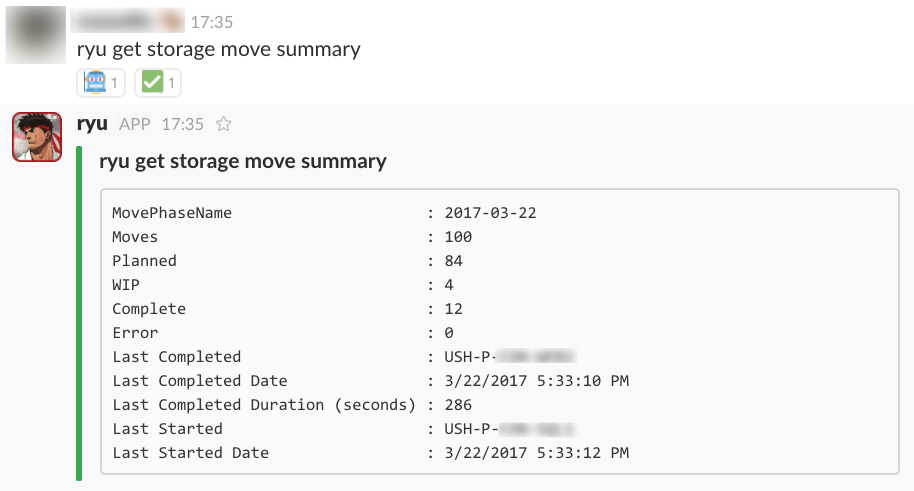 17:35
ryu get storage move summary
1 1
ryu APP 17:35
ryu get storage move summary
MovePhaseName : 2017-03-22
Moves : 100
Planned : 84
WIP : 4
Complete : 12
Error : 0
Last Completed : USH-P-
Last Completed Date : 3/22/2017 5:33:10 PM
Last Completed Duration (seconds) : 286
Last Started : USH-P-
Last Started Date : 3/22/2017 5:33:12 PM